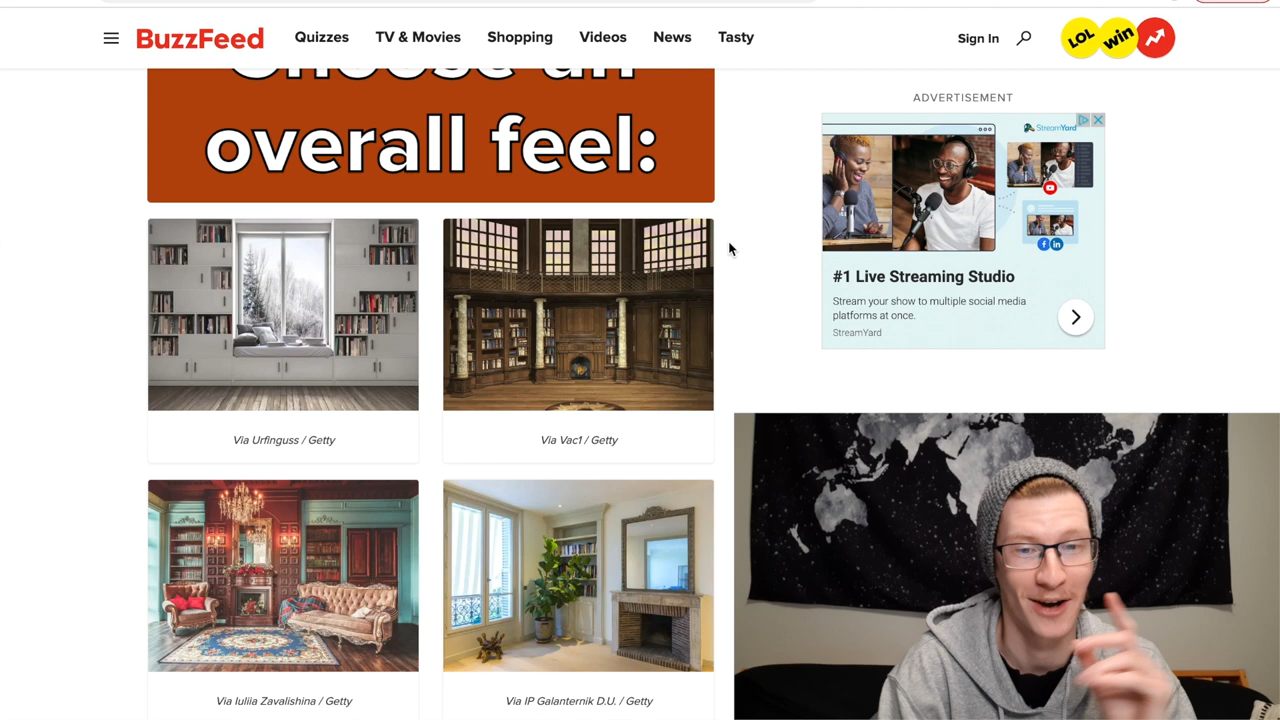 BuzzFeed
Quizzes
TV & Movies
Shopping
Videos
News
Tasty
Sign In
LOL
win
Choose an
overall feel:
Via Urfinguss / Getty
Via Vac1 / Getty
Via Iuliia Zavalishina / Getty
Via IP Galanternik D.U. / Getty
ADVERTISEMENT
StreamYard
#1 Live Streaming Studio
Stream your show to multiple social media
platforms at once.
StreamYard